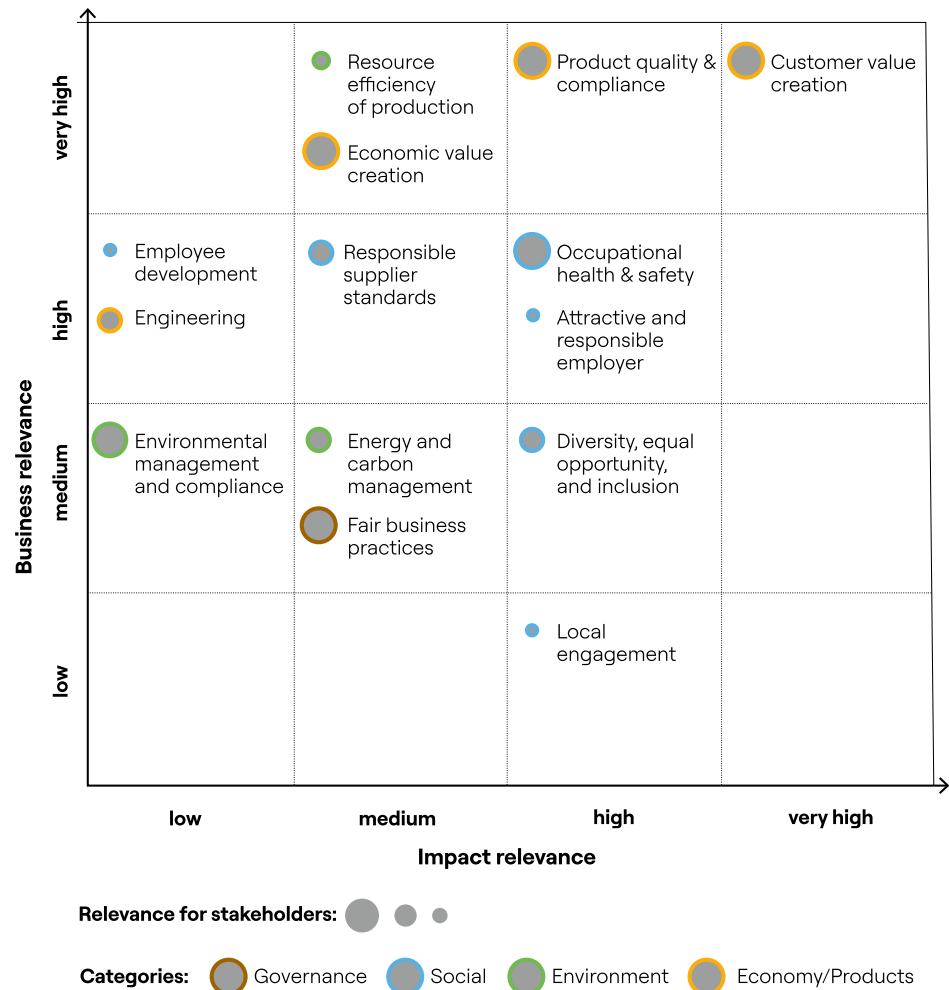 very high
Resource
efficiency
of production
Economic value
creation
Product quality &
compliance
Customer value
creation
high
Employee
development
Engineering
Responsible
supplier
standards
Occupational
health & safety
Attractive and
responsible
employer
Business relevance
medium
Environmental
management
and compliance
Energy and
carbon
management
Fair business
practices
Diversity, equal
opportunity,
and inclusion
low
Local
engagement
low
medium
high
very high
Impact relevance
Relevance for stakeholders:
Categories:
Governance
Social
Environment
Economy/Products